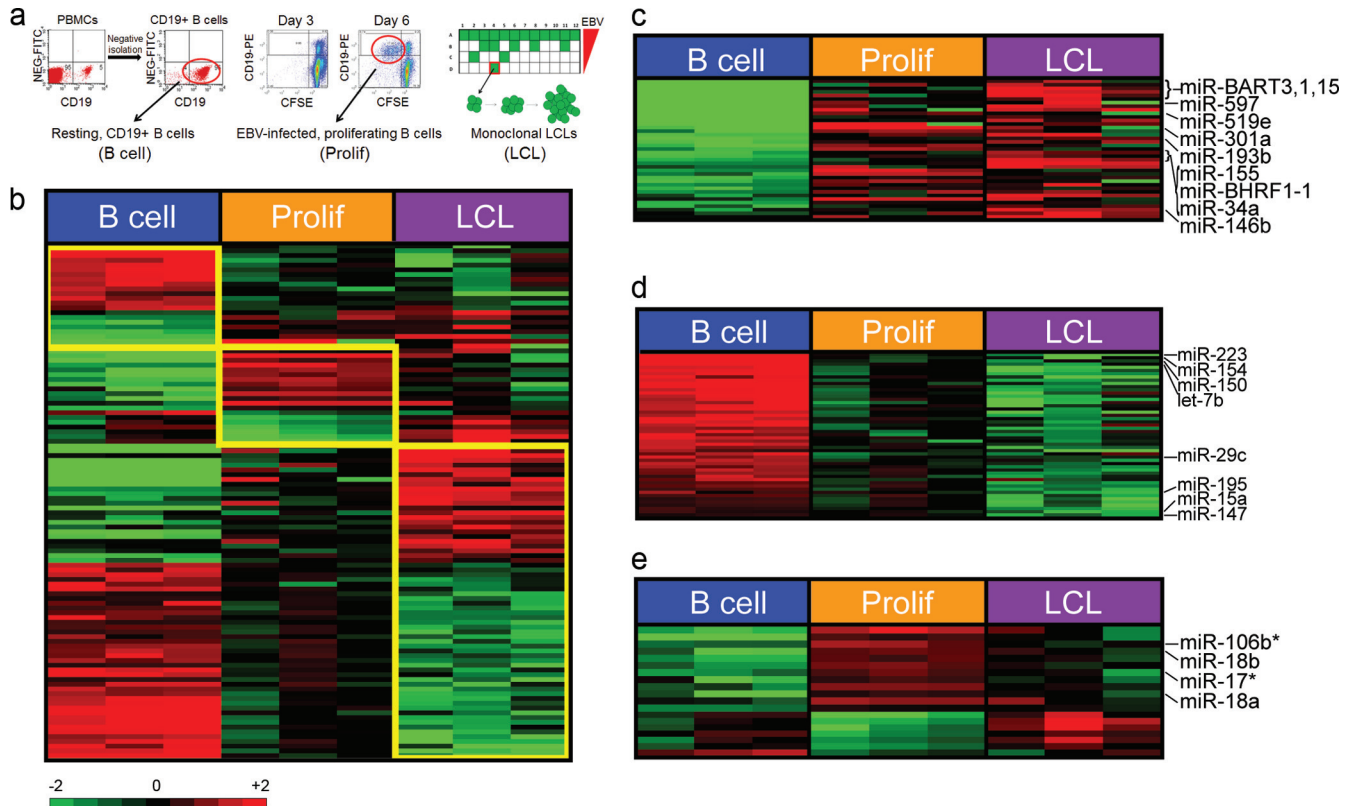 a
PBMCs
CD19+ B cells
Negative
isolation
NEG-FITC
NEG-FITC
95
5
CD19
CD19
Resting, CD19+ B cells
(B cell)
Day 3
Day 6
CD19-PE
CD19-PE
CFSE
CFSE
EBV-infected, proliferating B cells
(Prolif)
1 2 3 4 5 6 7 8 9 10 11 12
A
B
C
D
EBV
Monoclonal LCLs
(LCL)
b
B cell Prolif LCL
-2 0 +2
c
B cell Prolif LCL
miR-BART3,1,15
miR-597
miR-519e
miR-301a
miR-193b
miR-155
miR-BHRF1-1
miR-34a
miR-146b
d
B cell Prolif LCL
miR-223
miR-154
miR-150
let-7b
miR-29c
miR-195
miR-15a
miR-147
e
B cell Prolif LCL
miR-106b*
miR-18b
miR-17*
miR-18a